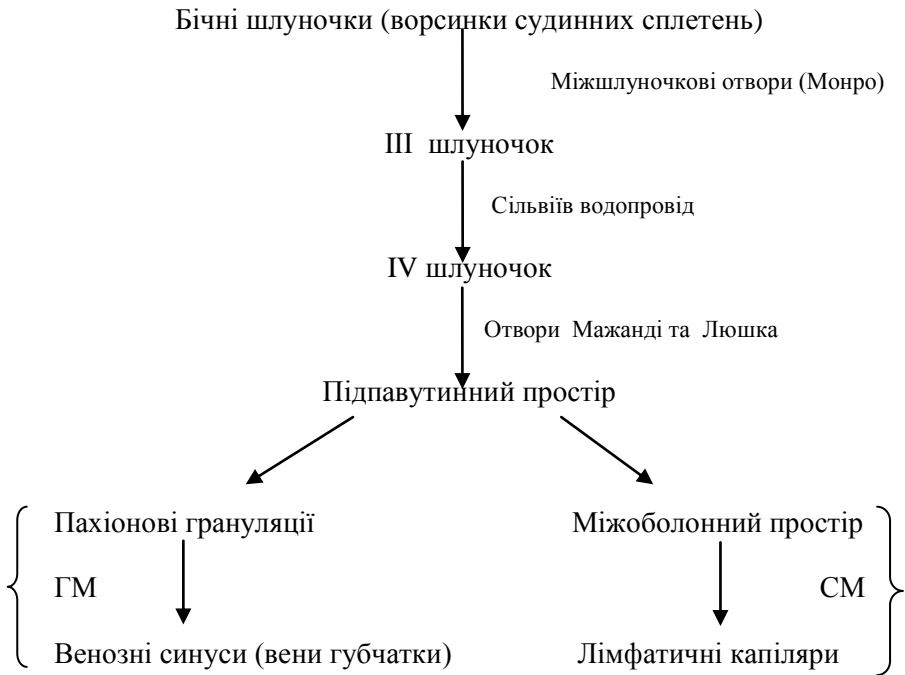 Бічні шлуночки (ворсинки судинних сплетень)
Міжшлуночкові отвори (Монро)
III шлуночок
Сільвіїв водопровід
IV шлуночок
Отвори Мажанді та Люшка
Підпавутинний простір
Пахіонові грануляції
Міжоболонний простір
ГМ
СМ
Венозні синуси (вени губчатки)
Лімфатичні капіляри